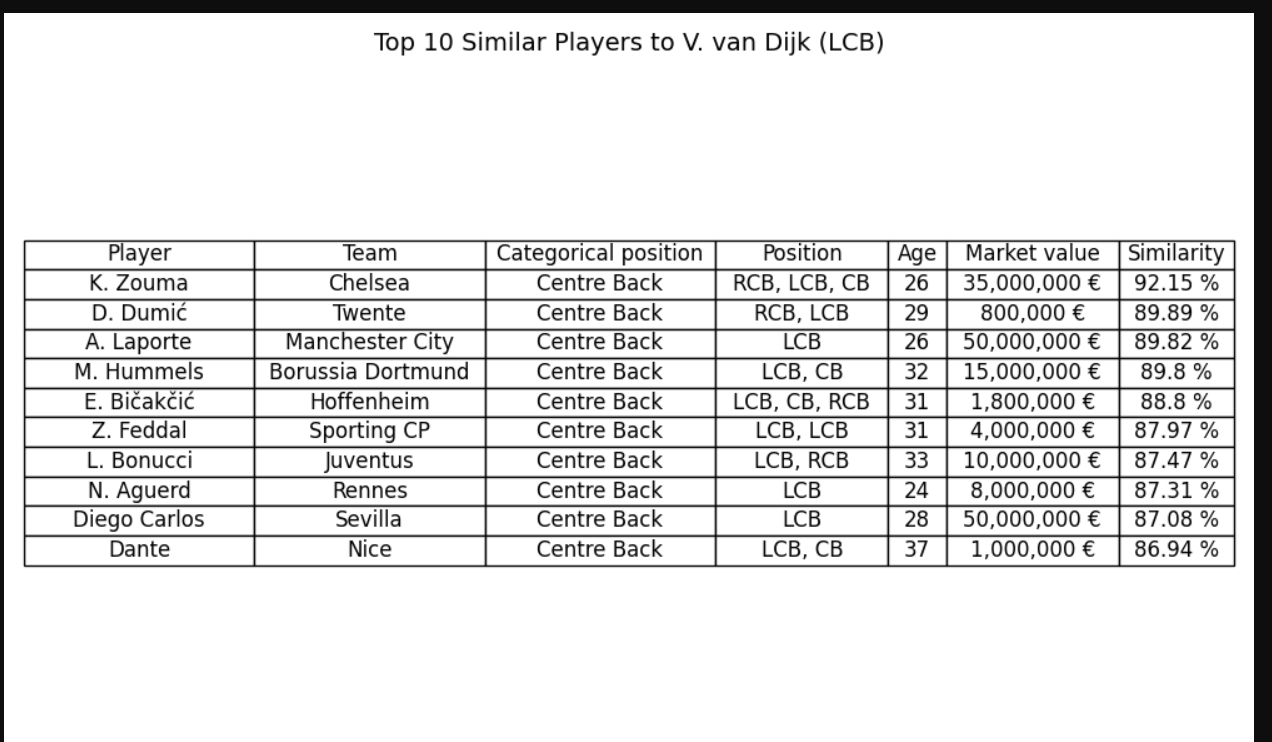 Top 10 Similar Players to V. van Dijk (LCB)
Player Team Categorical position Position Age Market value Similarity
K. Zouma Chelsea Centre Back RCB, LCB, CB 26 35,000,000 € 92.15 %
D. Dumić Twente Centre Back RCB, LCB 29 800,000 € 89.89 %
A. Laporte Manchester City Centre Back LCB 26 50,000,000 € 89.82 %
M. Hummels Borussia Dortmund Centre Back LCB, CB 32 15,000,000 € 89.8 %
E. Bičakčić Hoffenheim Centre Back LCB, CB, RCB 31 1,800,000 € 88.8 %
Z. Feddal Sporting CP Centre Back LCB, LCB 31 4,000,000 € 87.97 %
L. Bonucci Juventus Centre Back LCB, RCB 33 10,000,000 € 87.47 %
N. Aguerd Rennes Centre Back LCB 24 8,000,000 € 87.31 %
Diego Carlos Sevilla Centre Back LCB 28 50,000,000 € 87.08 %
Dante Nice Centre Back LCB, CB 37 1,000,000 € 86.94 %